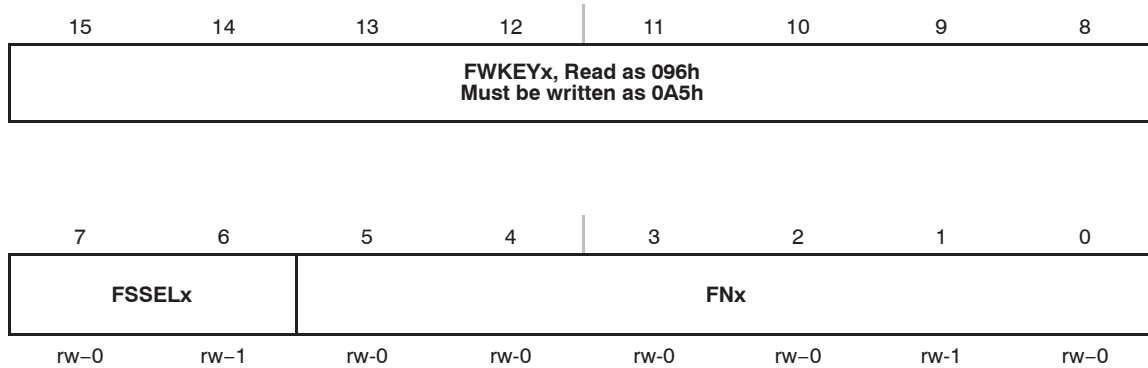 15 14 13 12 11 10 9 8
FWKEYx, Read as 096h
Must be written as 0A5h
7 6 5 4 3 2 1 0
FSSELx FNx
rw−0 rw−1 rw-0 rw-0 rw-0 rw−0 rw-1 rw−0